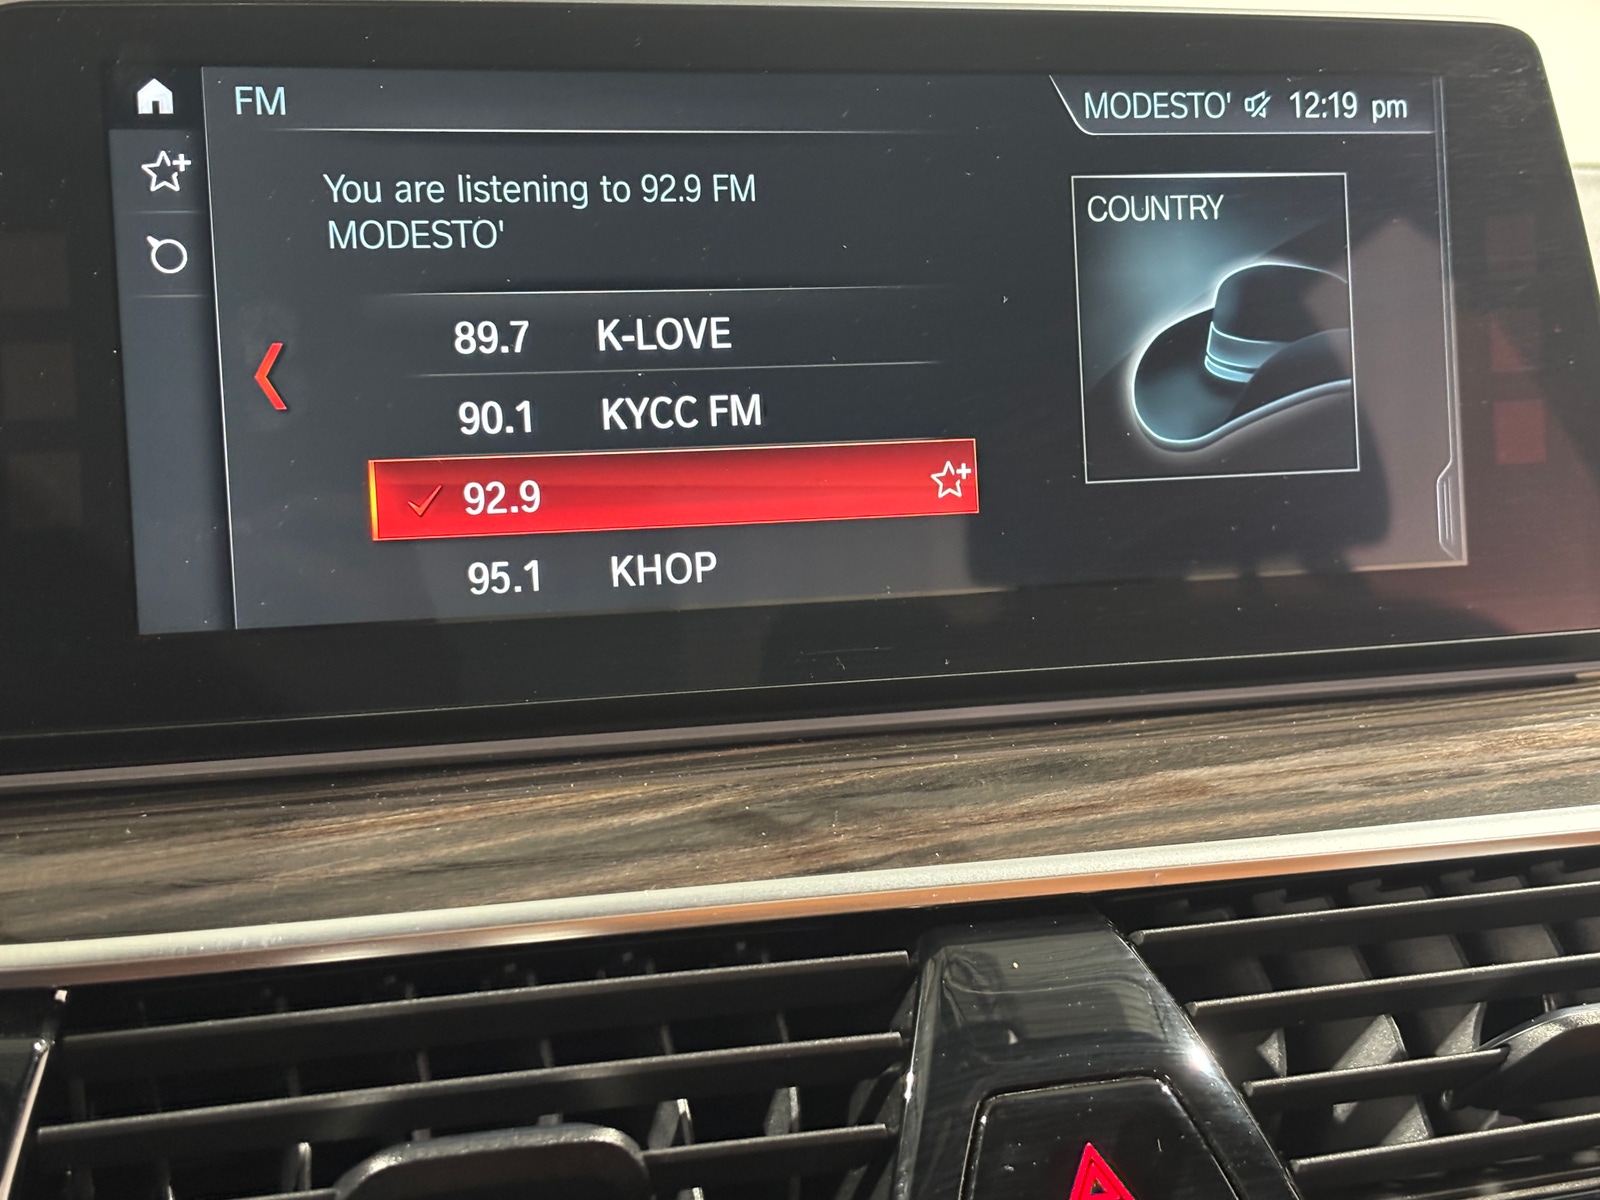 FM
MODESTO' 12:19 pm
You are listening to 92.9 FM
MODESTO'
COUNTRY
89.7 K-LOVE
90.1 KYCC FM
92.9
95.1 KHOP